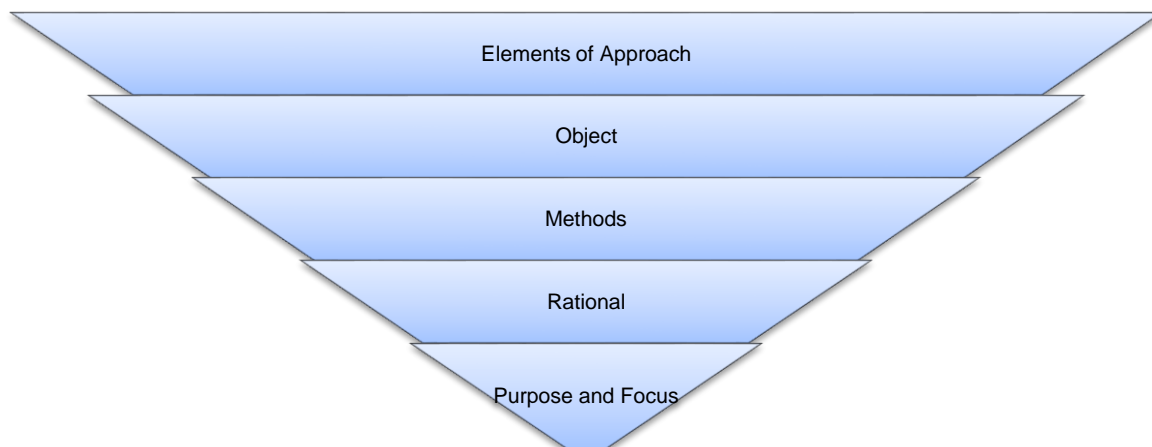 Elements of Approach
Object
Methods
Rational
Purpose and Focus